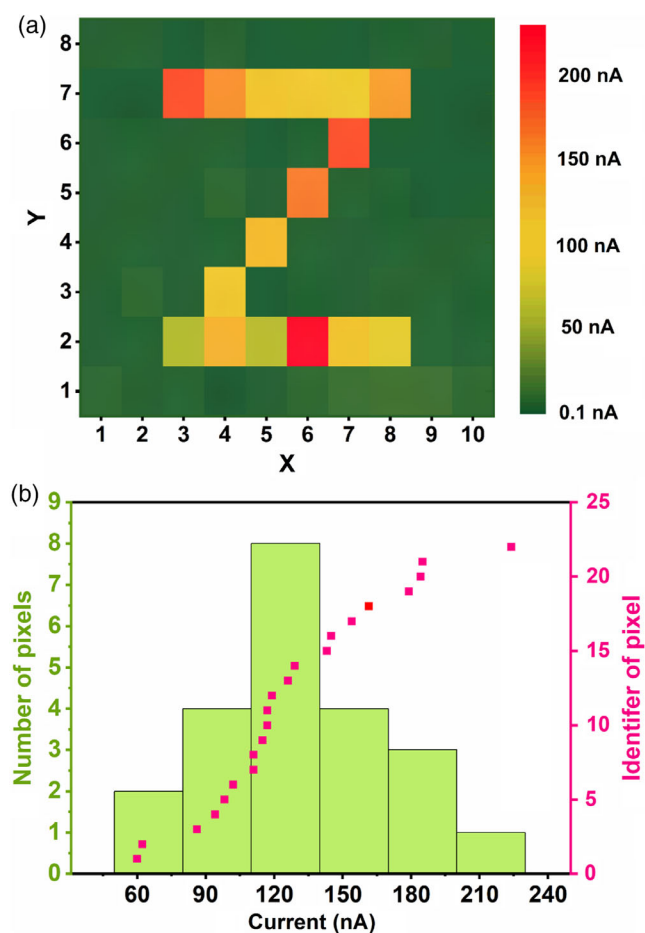 (a)
8
7
6
5
4
3
2
1
Y
1 2 3 4 5 6 7 8 9 10
X
200 nA
150 nA
100 nA
50 nA
0.1 nA
(b)
9
8
7
6
5
4
3
2
1
0
Number of pixels
25
20
15
10
5
0
Identifer of pixel
60 90 120 150 180 210 240
Current (nA)